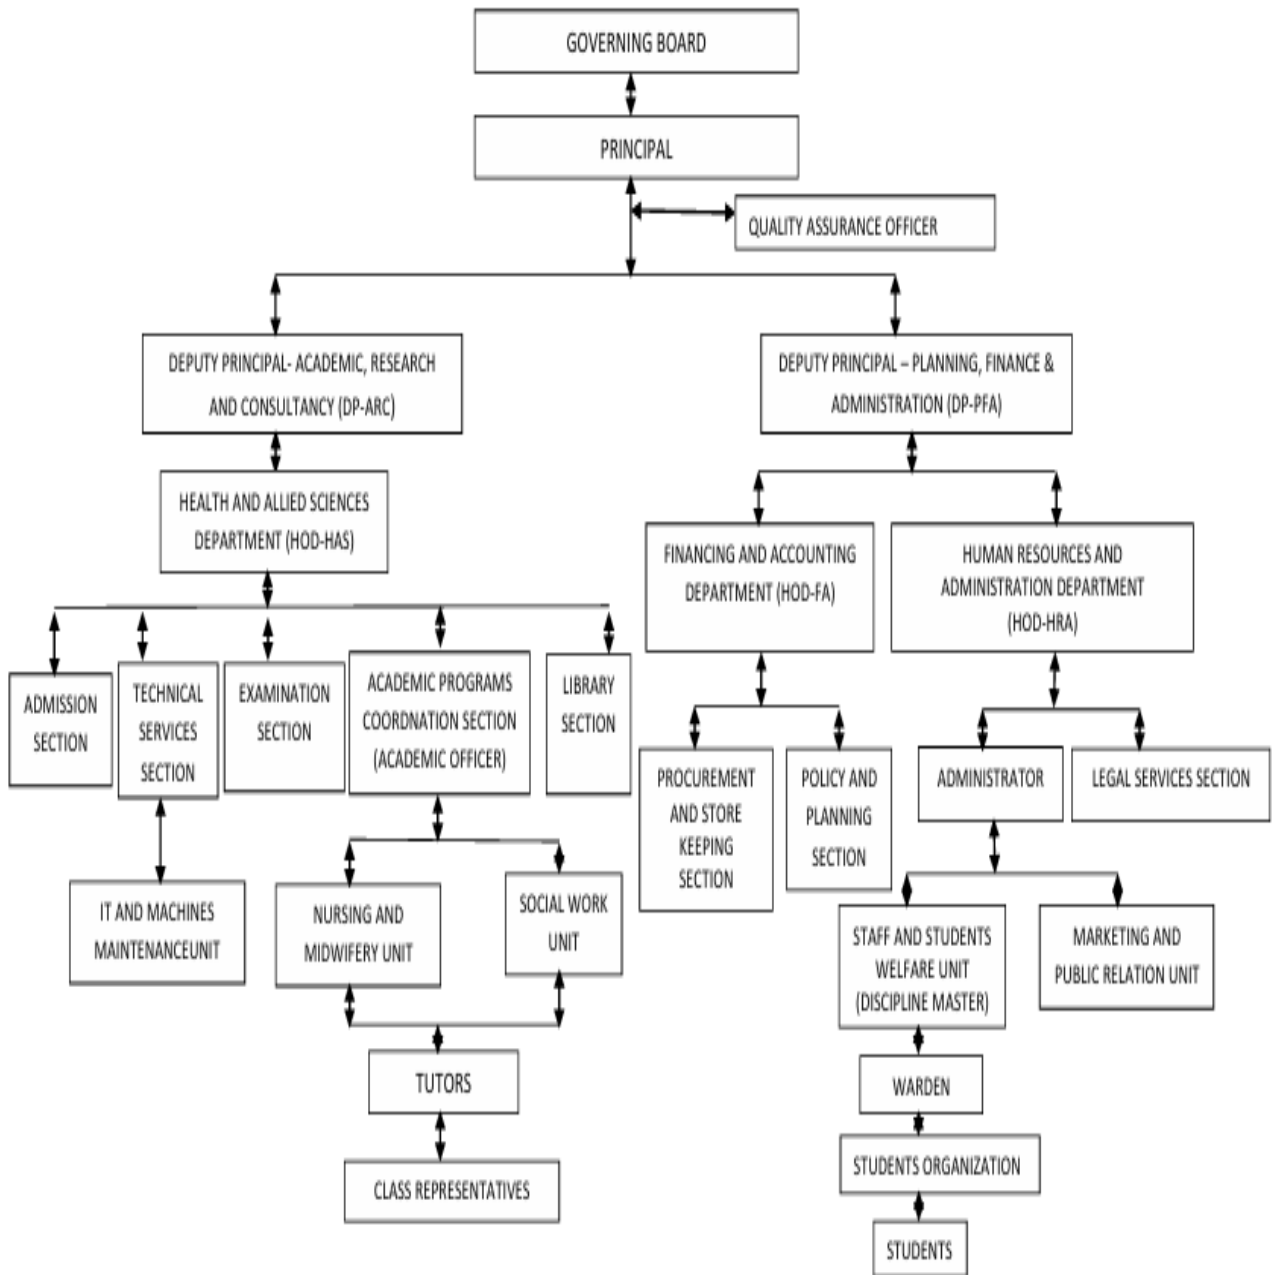 GOVERNING BOARD
PRINCIPAL
QUALITY ASSURANCE OFFICER
DEPUTY PRINCIPAL- ACADEMIC, RESEARCH
AND CONSULTANCY (DP-ARC)
DEPUTY PRINCIPAL – PLANNING, FINANCE &
ADMINISTRATION (DP-PFA)
HEALTH AND ALLIED SCIENCES
DEPARTMENT (HOD-HAS)
FINANCING AND ACCOUNTING
DEPARTMENT (HOD-FA)
HUMAN RESOURCES AND
ADMINISTRATION DEPARTMENT
(HOD-HRA)
ADMISSION
SECTION
TECHNICAL
SERVICES
SECTION
EXAMINATION
SECTION
ACADEMIC PROGRAMS
COORDNATION SECTION
(ACADEMIC OFFICER)
LIBRARY
SECTION
PROCUREMENT
AND STORE
KEEPING
SECTION
POLICY AND
PLANNING
SECTION
ADMINISTRATOR
LEGAL SERVICES SECTION
IT AND MACHINES
MAINTENANCEUNIT
NURSING AND
MIDWIFERY UNIT
SOCIAL WORK
UNIT
STAFF AND STUDENTS
WELFARE UNIT
(DISCIPLINE MASTER)
MARKETING AND
PUBLIC RELATION UNIT
TUTORS
WARDEN
CLASS REPRESENTATIVES
STUDENTS ORGANIZATION
STUDENTS